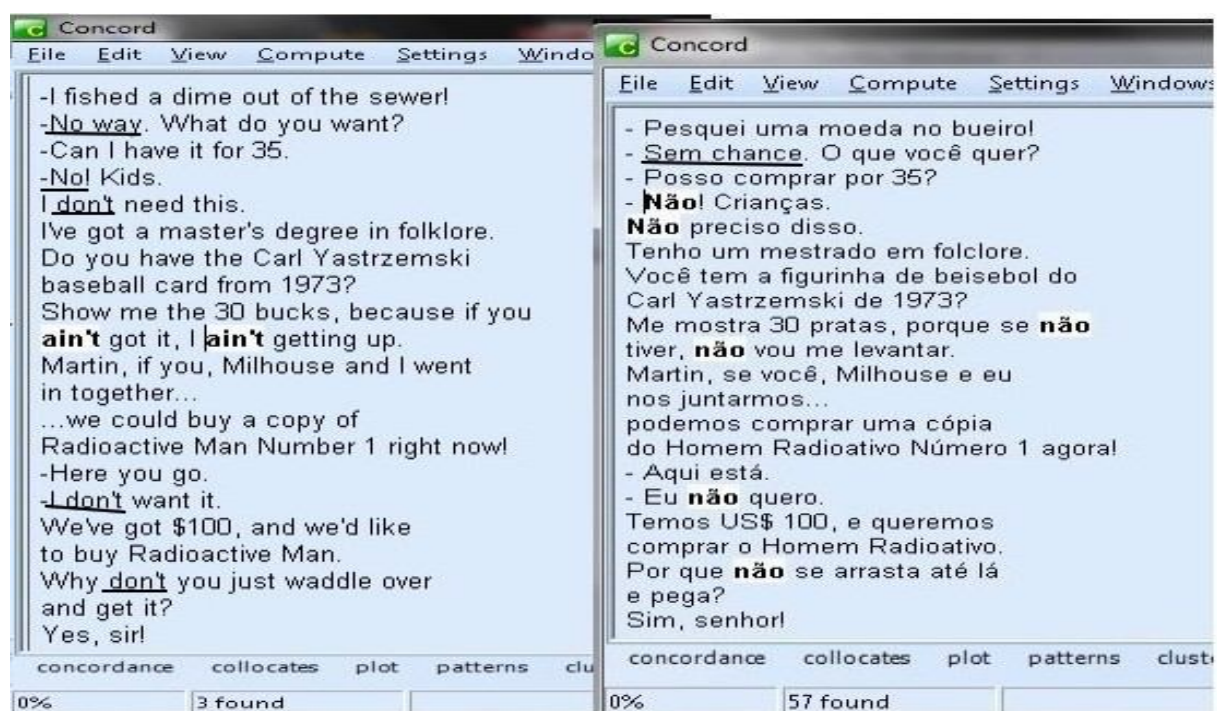 Concord
File Edit View Compute Settings Windo
-I fished a dime out of the sewer!
-No way. What do you want?
-Can I have it for 35.
-No! Kids.
I don't need this.
I've got a master's degree in folklore.
Do you have the Carl Yastrzemski
baseball card from 1973?
Show me the 30 bucks, because if you
ain't got it, I ain't getting up.
Martin, if you, Milhouse and I went
in together...
...we could buy a copy of
Radioactive Man Number 1 right now!
-Here you go.
-I don't want it.
We've got $100, and we'd like
to buy Radioactive Man.
Why don't you just waddle over
and get it?
Yes, sir!
concordance collocates plot patterns clu
0% 3 found
Concord
File Edit View Compute Settings Windows
- Pesquei uma moeda no bueiro!
- Sem chance. O que você quer?
- Posso comprar por 35?
- Não! Crianças.
Não preciso disso.
Tenho um mestrado em folclore.
Você tem a figurinha de beisebol do
Carl Yastrzemski de 1973?
Me mostra 30 pratas, porque se não
tiver, não vou me levantar.
Martin, se você, Milhouse e eu
nos juntarmos...
podemos comprar uma cópia
do Homem Radioativo Número 1 agora!
- Aqui está.
- Eu não quero.
Temos US$ 100, e queremos
comprar o Homem Radioativo.
Por que não se arrasta até lá
e pega?
Sim, senhor!
concordance collocates plot patterns clust
0% 57 found